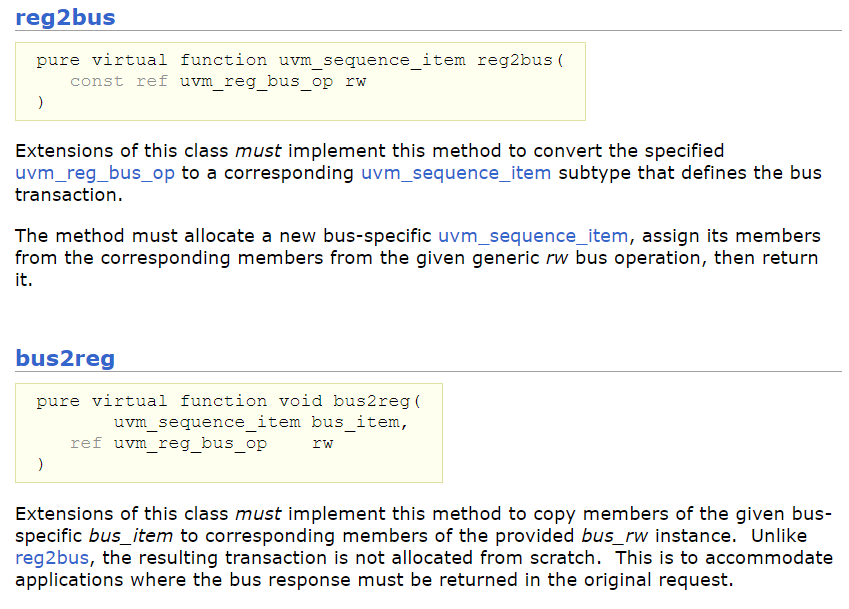 reg2bus
pure virtual function uvm_sequence_item reg2bus(
const ref uvm_reg_bus_op rw
)
Extensions of this class must implement this method to convert the specified
uvm_reg_bus_op to a corresponding uvm_sequence_item subtype that defines the bus
transaction.
The method must allocate a new bus-specific uvm_sequence_item, assign its members
from the corresponding members from the given generic rw bus operation, then return
it.
bus2reg
pure virtual function void bus2reg(
uvm_sequence_item bus_item,
ref uvm_reg_bus_op rw
)
Extensions of this class must implement this method to copy members of the given bus-
specific bus_item to corresponding members of the provided bus_rw instance. Unlike
reg2bus, the resulting transaction is not allocated from scratch. This is to accommodate
applications where the bus response must be returned in the original request.